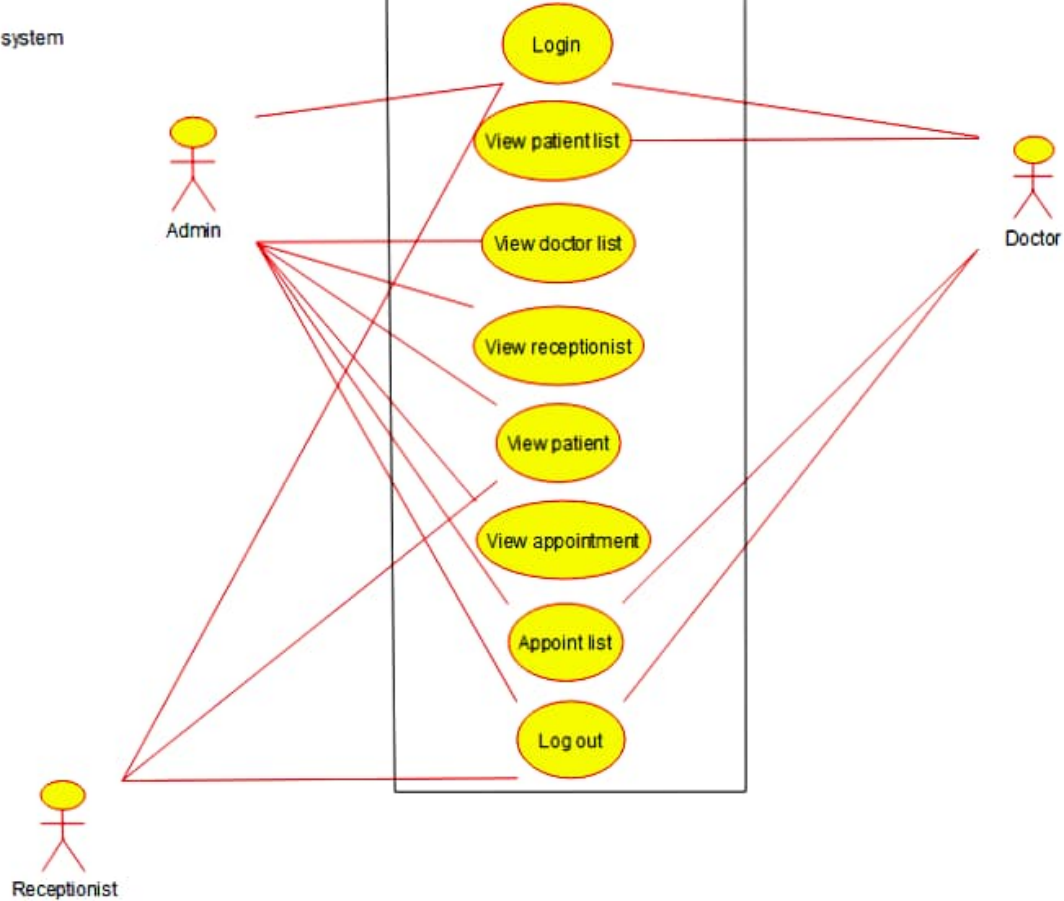 system
Login
View patient list
Admin
Doctor
View doctor list
View receptionist
View patient
View appointment
Appoint list
Log out
Receptionist